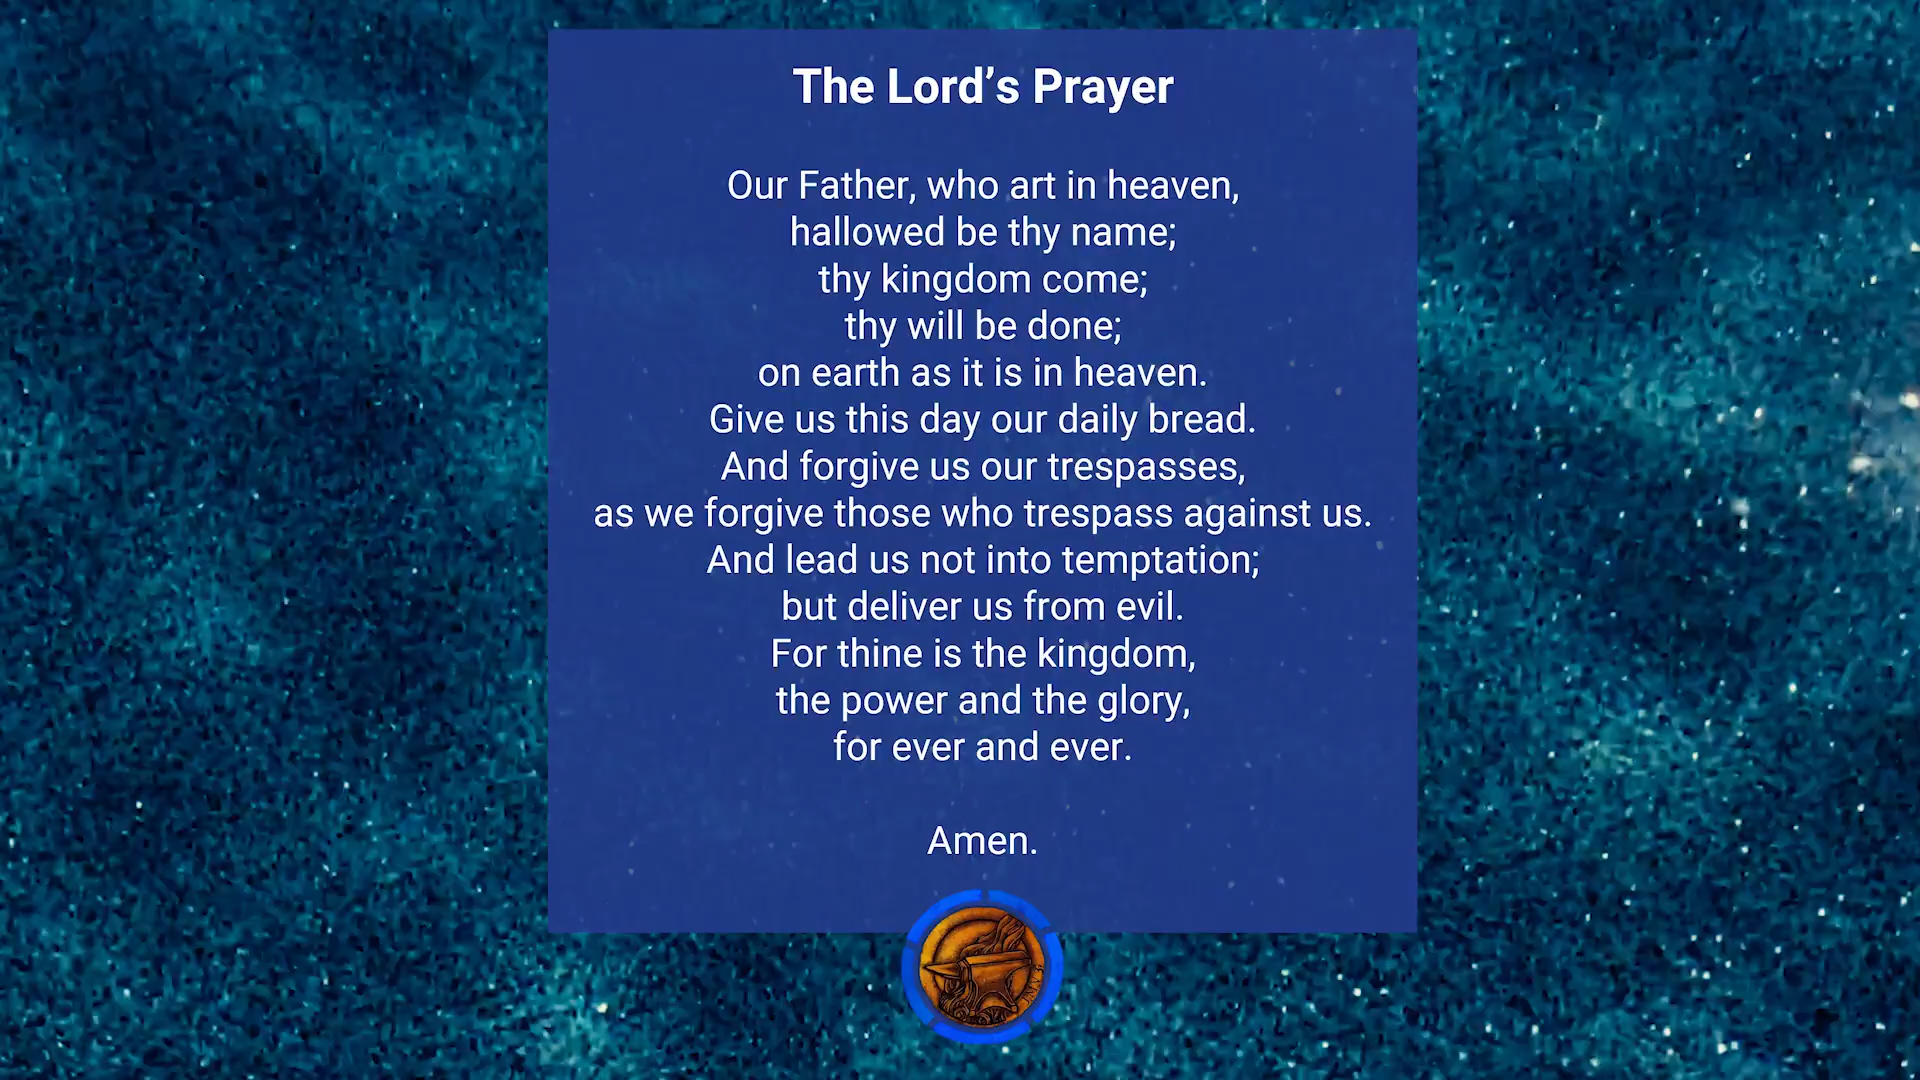 The Lord’s Prayer
Our Father, who art in heaven,
hallowed be thy name;
thy kingdom come;
thy will be done;
on earth as it is in heaven.
Give us this day our daily bread.
And forgive us our trespasses,
as we forgive those who trespass against us.
And lead us not into temptation;
but deliver us from evil.
For thine is the kingdom,
the power and the glory,
for ever and ever.
Amen.